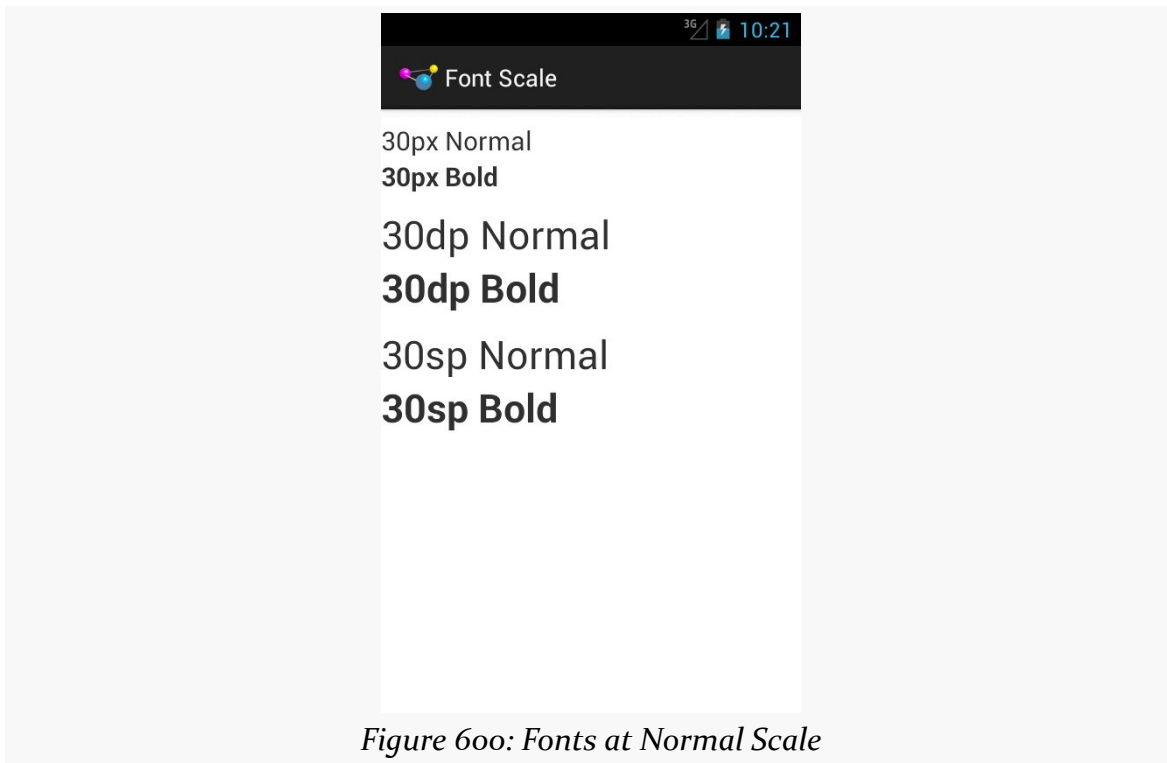 3G 10:21
Font Scale
30px Normal
30px Bold
30dp Normal
30dp Bold
30sp Normal
30sp Bold
Figure 600: Fonts at Normal Scale